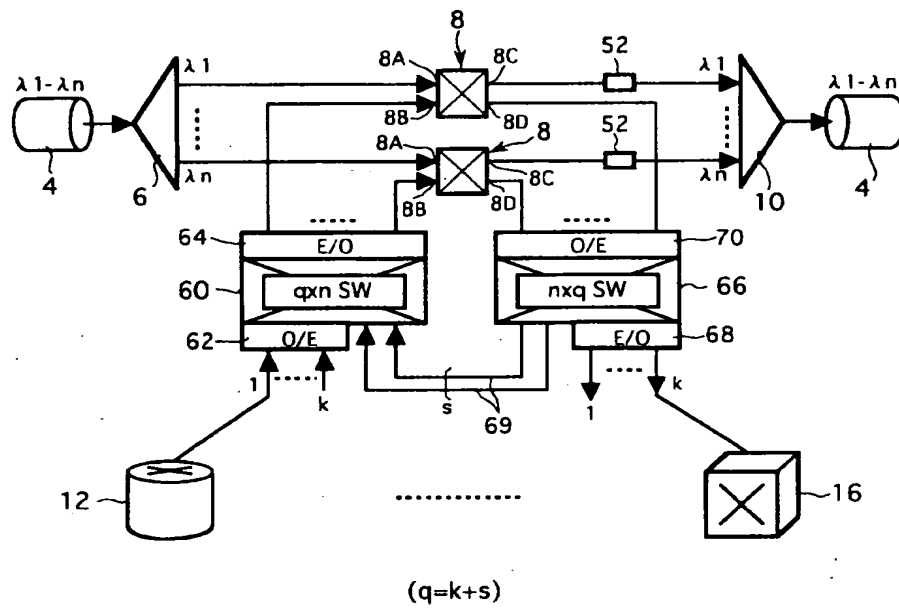 8
52
λ1-λn
λ1
8A
8C
λ1
λ1-λn
8B
8D
8
52
4
6
λn
8A
8C
λn
10
4
8B
8D
64
E/O
O/E
70
60
qxn SW
nxq SW
66
62
O/E
E/O
68
1
k
s
69
1
k
12
16
(q=k+s)